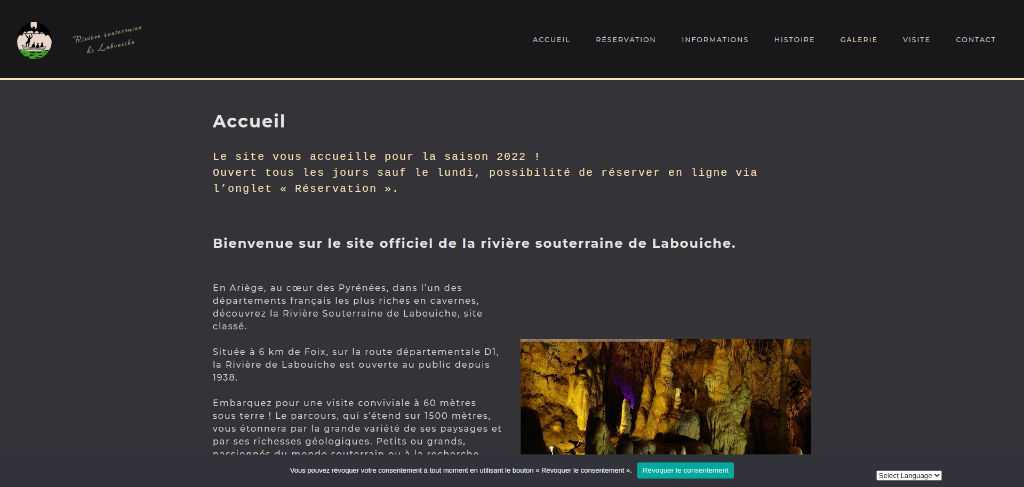 Rivière souterraine
de Labouiche
ACCUEIL RÉSERVATION INFORMATIONS HISTOIRE GALERIE VISITE CONTACT
Accueil
Le site vous accueille pour la saison 2022 !
Ouvert tous les jours sauf le lundi, possibilité de réserver en ligne via
l’onglet « Réservation ».
Bienvenue sur le site officiel de la rivière souterraine de Labouiche.
En Ariège, au cœur des Pyrénées, dans l’un des
départements français les plus riches en cavernes,
découvrez la Rivière Souterraine de Labouiche, site
classé.
Située à 6 km de Foix, sur la route départementale D1,
la Rivière de Labouiche est ouverte au public depuis
1938.
Embarquez pour une visite conviviale à 60 mètres
sous terre ! Le parcours, qui s’étend sur 1500 mètres,
vous étonnera par la grande variété de ses paysages et
par ses richesses géologiques. Petits ou grands,
passionnés du monde souterrain ou à la recherche
Vous pouvez révoquer votre consentement à tout moment en utilisant le bouton « Révoquer le consentement ». Révoquer le consentement
Select Language